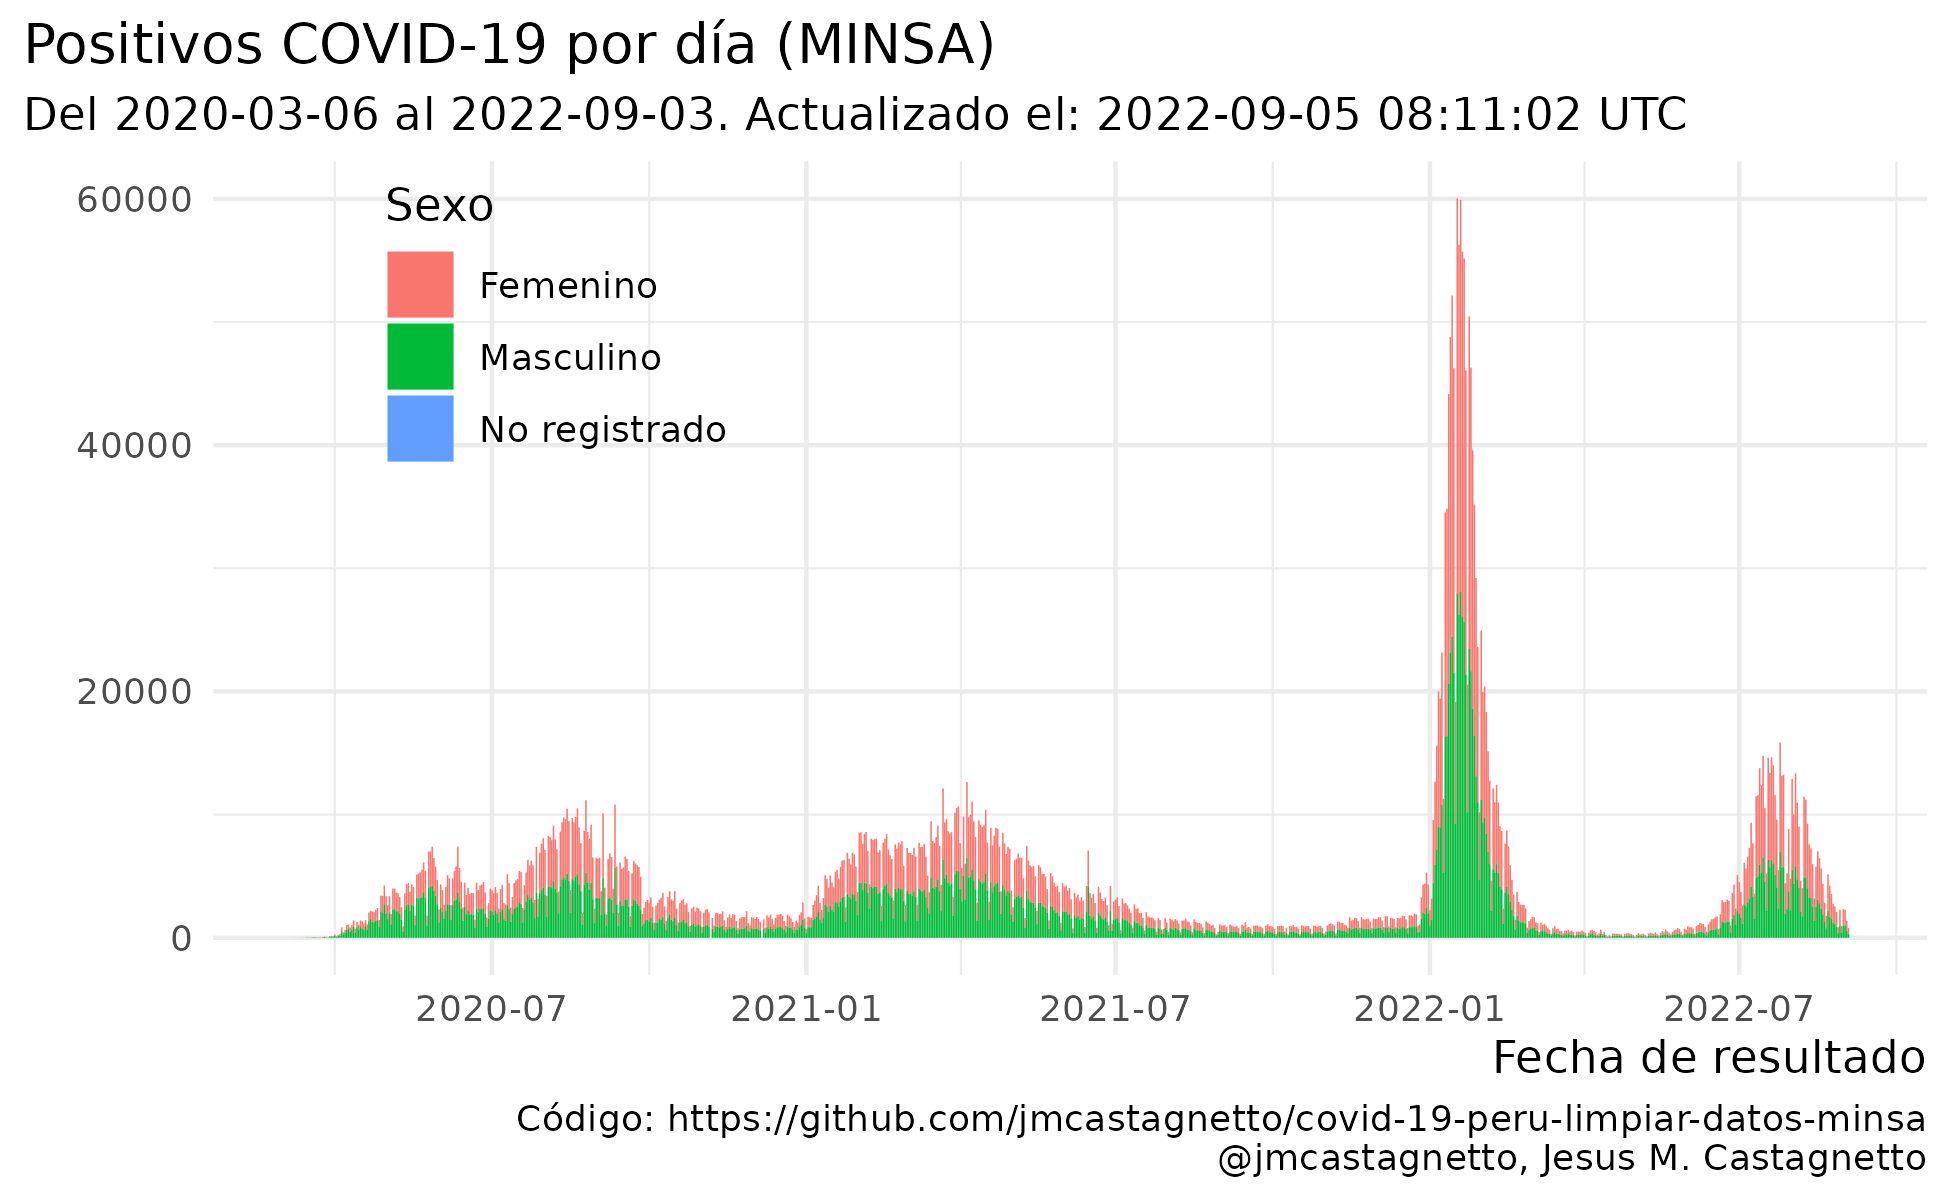 Positivos COVID-19 por día (MINSA)
Del 2020-03-06 al 2022-09-03. Actualizado el: 2022-09-05 08:11:02 UTC
60000
40000
20000
0
Sexo
Femenino
Masculino
No registrado
2020-07 2021-01 2021-07 2022-01 2022-07
Fecha de resultado
Código: https://github.com/jmcastagnetto/covid-19-peru-limpiar-datos-minsa
@jmcastagnetto, Jesus M. Castagnetto